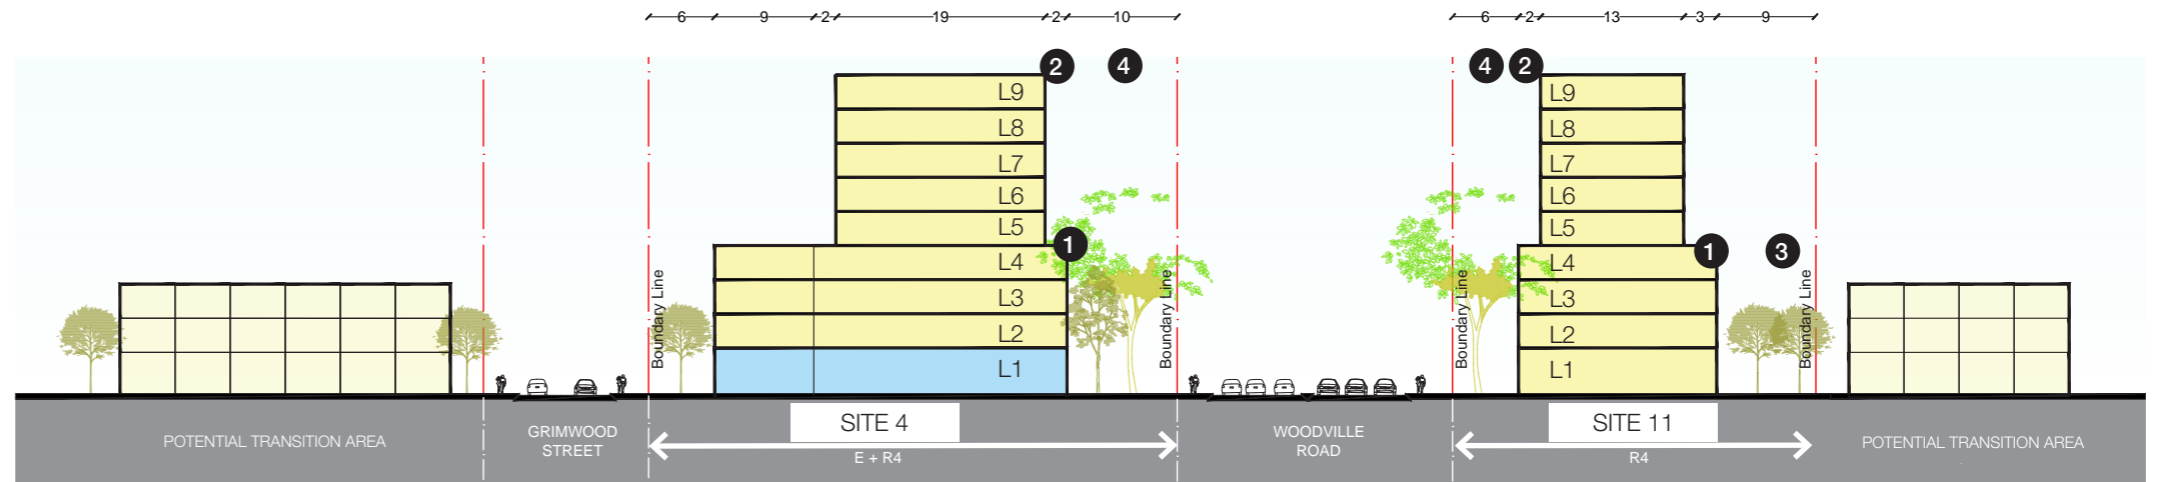 6 9 2 19 2 10 6 2 13 3 9
2 4 4 2
L9 L9
L8 L8
L7 L7
L6 L6
L5 L5
1 1 3
L4 L4
L3 L3
L2 L2
L1 L1
Boundary Line
Boundary Line
Boundary Line
Boundary Line
POTENTIAL TRANSITION AREA
GRIMWOOD
STREET
SITE 4
E + R4
WOODVILLE
ROAD
SITE 11
R4
POTENTIAL TRANSITION AREA